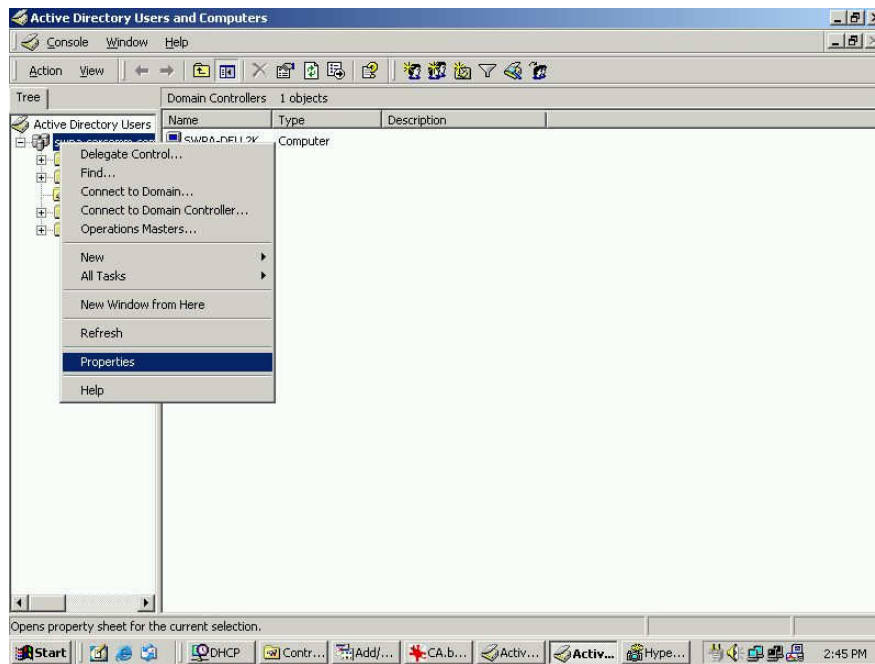 Active Directory Users and Computers
Console Window Help
Action View
Tree
Domain Controllers 1 objects
Active Directory Users
Name Type Description
Computer
Delegate Control...
Find...
Connect to Domain...
Connect to Domain Controller...
Operations Masters...
New
All Tasks
New Window from Here
Refresh
Properties
Help
Opens property sheet for the current selection.
Start DHCP Contr... Add/... CA.b... Activ... Activ... Hype... 2:45 PM